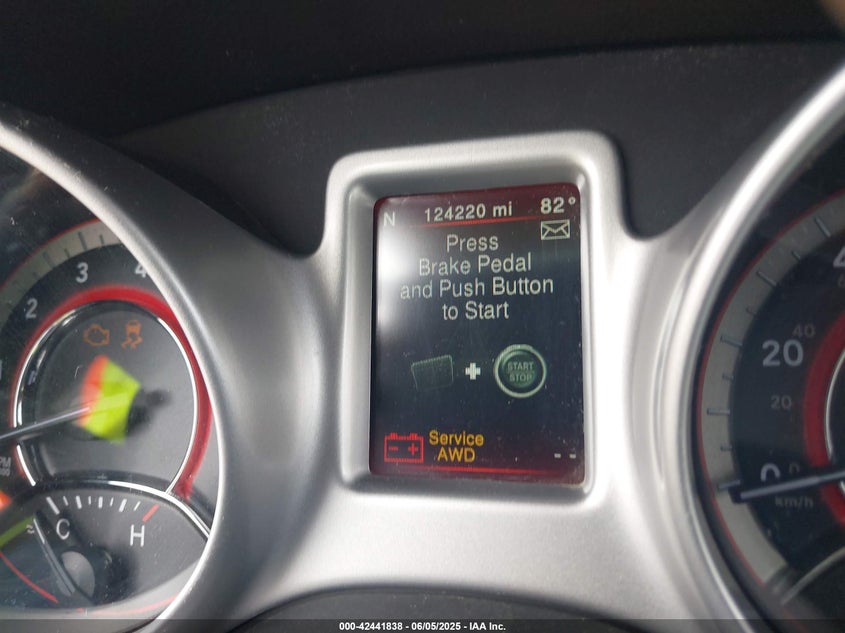 N 124220 mi 82°
Press
Brake Pedal
and Push Button
to Start
START
STOP
Service
AWD
- +
--
2 3 4
C H
40
20
20
0 0
km/h
000-42441838 - 06/05/2025 - IAA Inc.